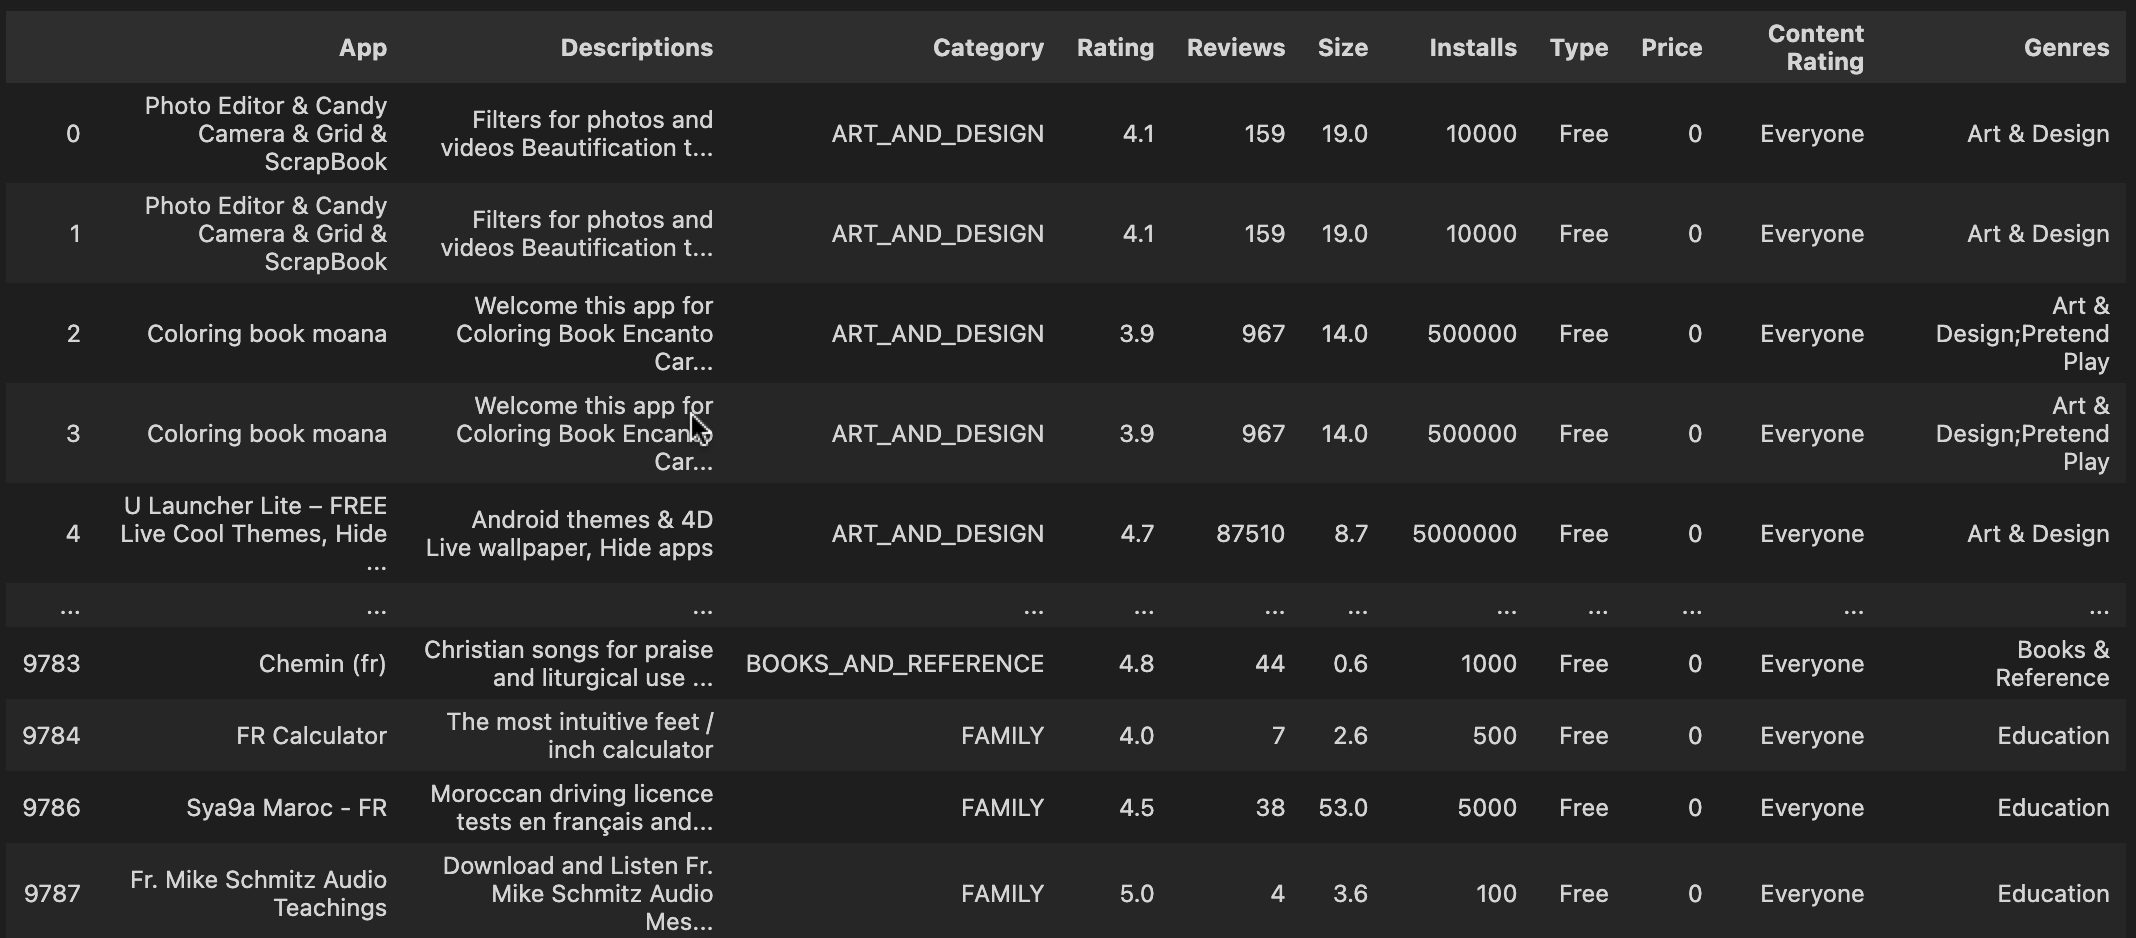 App Descriptions Category Rating Reviews Size Installs Type Price Content Rating Genres
0 Photo Editor & Candy Camera & Grid & ScrapBook Filters for photos and videos Beautification t... ART_AND_DESIGN 4.1 159 19.0 10000 Free 0 Everyone Art & Design
1 Photo Editor & Candy Camera & Grid & ScrapBook Filters for photos and videos Beautification t... ART_AND_DESIGN 4.1 159 19.0 10000 Free 0 Everyone Art & Design
2 Coloring book moana Welcome this app for Coloring Book Encanto Car... ART_AND_DESIGN 3.9 967 14.0 500000 Free 0 Everyone Art & Design;Pretend Play
3 Coloring book moana Welcome this app for Coloring Book Encanto Car... ART_AND_DESIGN 3.9 967 14.0 500000 Free 0 Everyone Art & Design;Pretend Play
4 U Launcher Lite – FREE Live Cool Themes, Hide ... Android themes & 4D Live wallpaper, Hide apps ART_AND_DESIGN 4.7 87510 8.7 5000000 Free 0 Everyone Art & Design
... ... ... ... ... ... ... ... ... ... ... ...
9783 Chemin (fr) Christian songs for praise and liturgical use ... BOOKS_AND_REFERENCE 4.8 44 0.6 1000 Free 0 Everyone Books & Reference
9784 FR Calculator The most intuitive feet / inch calculator FAMILY 4.0 7 2.6 500 Free 0 Everyone Education
9786 Sya9a Maroc - FR Moroccan driving licence tests en français and... FAMILY 4.5 38 53.0 5000 Free 0 Everyone Education
9787 Fr. Mike Schmitz Audio Teachings Download and Listen Fr. Mike Schmitz Audio Mes... FAMILY 5.0 4 3.6 100 Free 0 Everyone Education